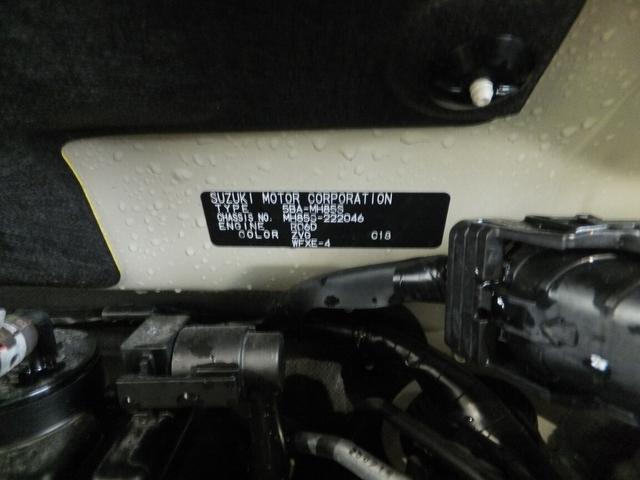 SUZUKI MOTOR CORPORATION
TYPE 5BA-MH85S
CHASSIS NO. MH85S-222046
ENGINE R06D
COLOR ZVG C18
WFXE-4